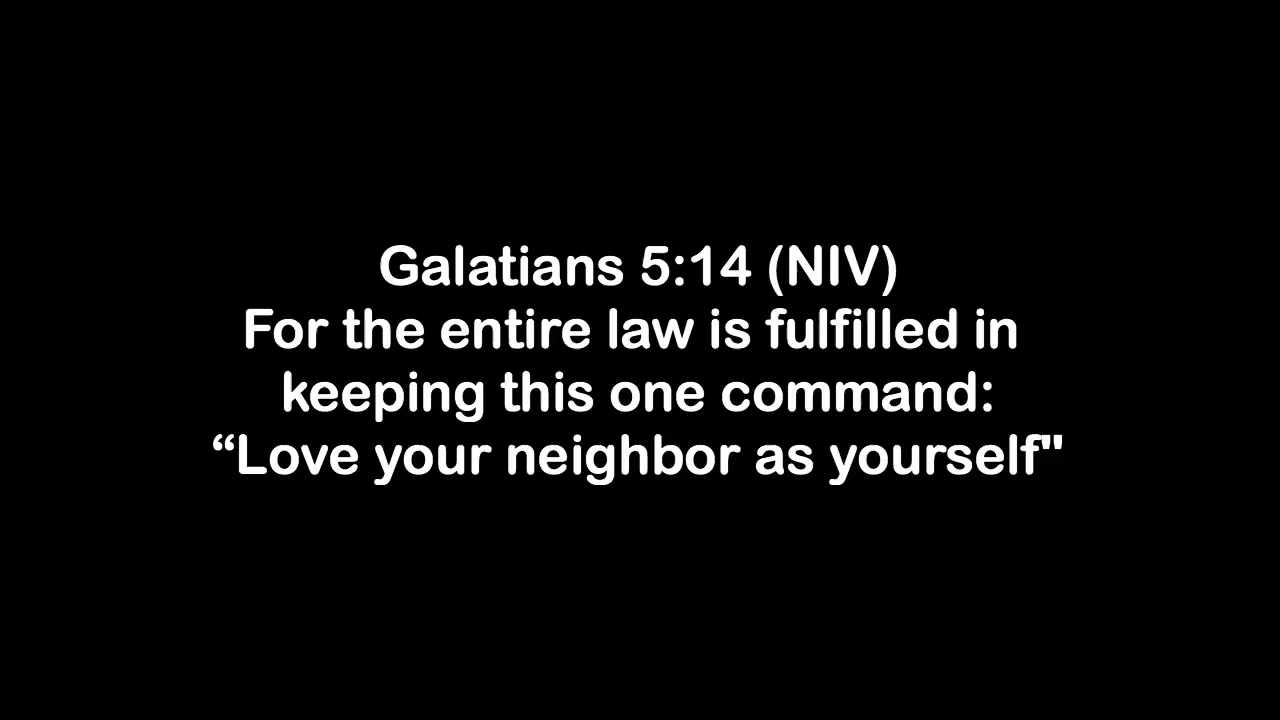 Galatians 5:14 (NIV)
For the entire law is fulfilled in
keeping this one command:
“Love your neighbor as yourself"